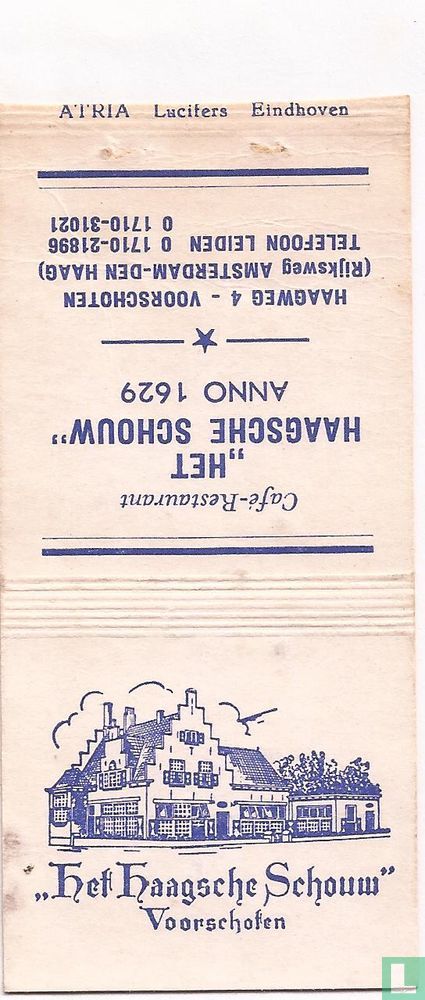 ATRIA Lucifers Eindhoven
Café-Restaurant
„HET
HAAGSCHE SCHOUW”
ANNO 1629
HAAGWEG 4 - VOORSCHOTEN
(Rijksweg AMSTERDAM-DEN HAAG)
TELEFOON LEIDEN 0 1710-21896
0 1710-31021
„Het Haagsche Schouw”
Voorschoten
L